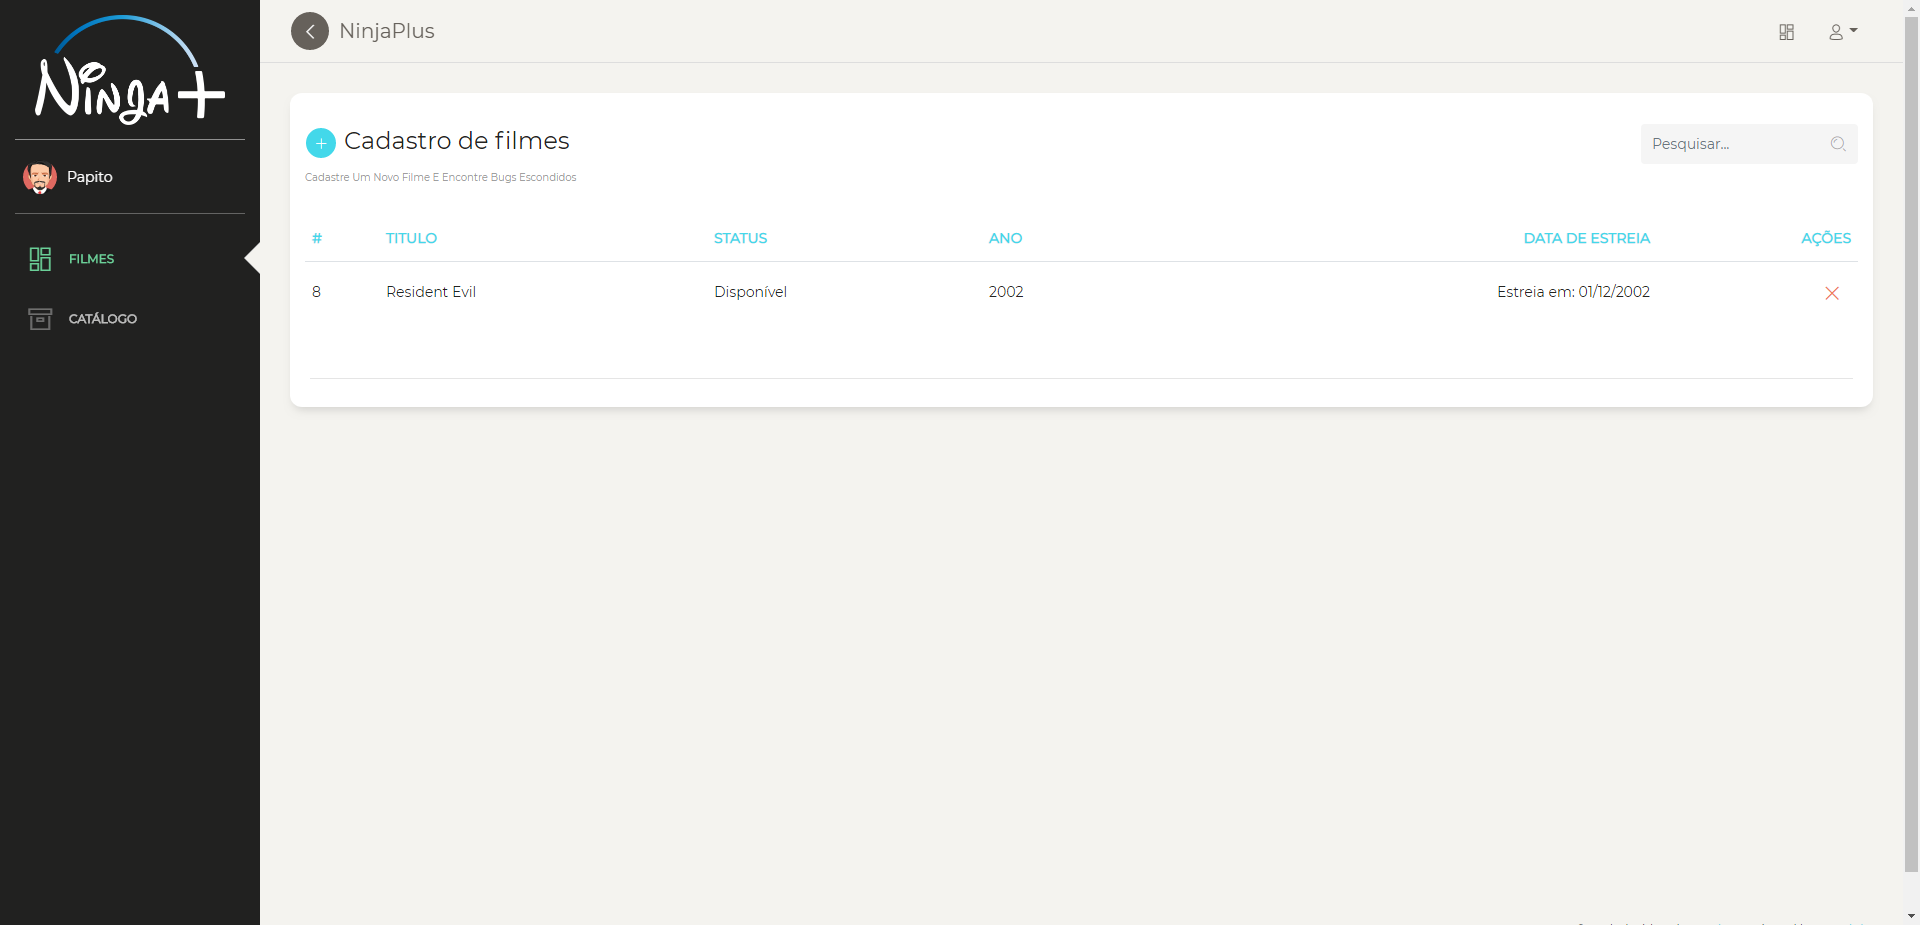 Ninja+
NinjaPlus
Papito
FILMES
CATÁLOGO
Cadastro de filmes
Pesquisar...
Cadastre Um Novo Filme E Encontre Bugs Escondidos
# TITULO STATUS ANO DATA DE ESTREIA AÇÕES
8 Resident Evil Disponível 2002 Estreia em: 01/12/2002